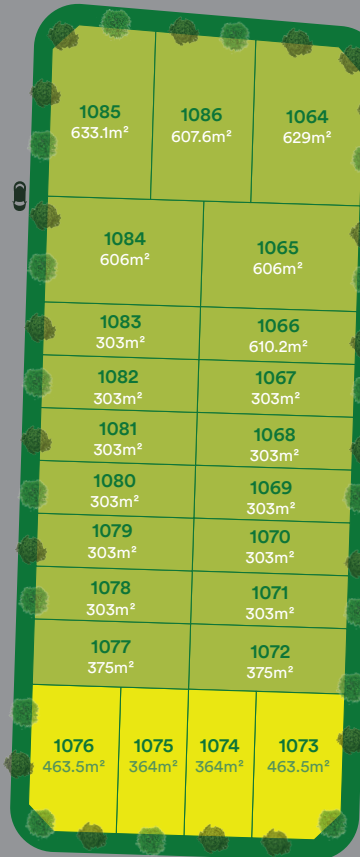 1085
633.1m²
1086
607.6m²
1064
629m²
1084
606m²
1065
606m²
1083
303m²
1066
610.2m²
1082
303m²
1067
303m²
1081
303m²
1068
303m²
1080
303m²
1069
303m²
1079
303m²
1070
303m²
1078
303m²
1071
303m²
1077
375m²
1072
375m²
1076
463.5m²
1075
364m²
1074
364m²
1073
463.5m²